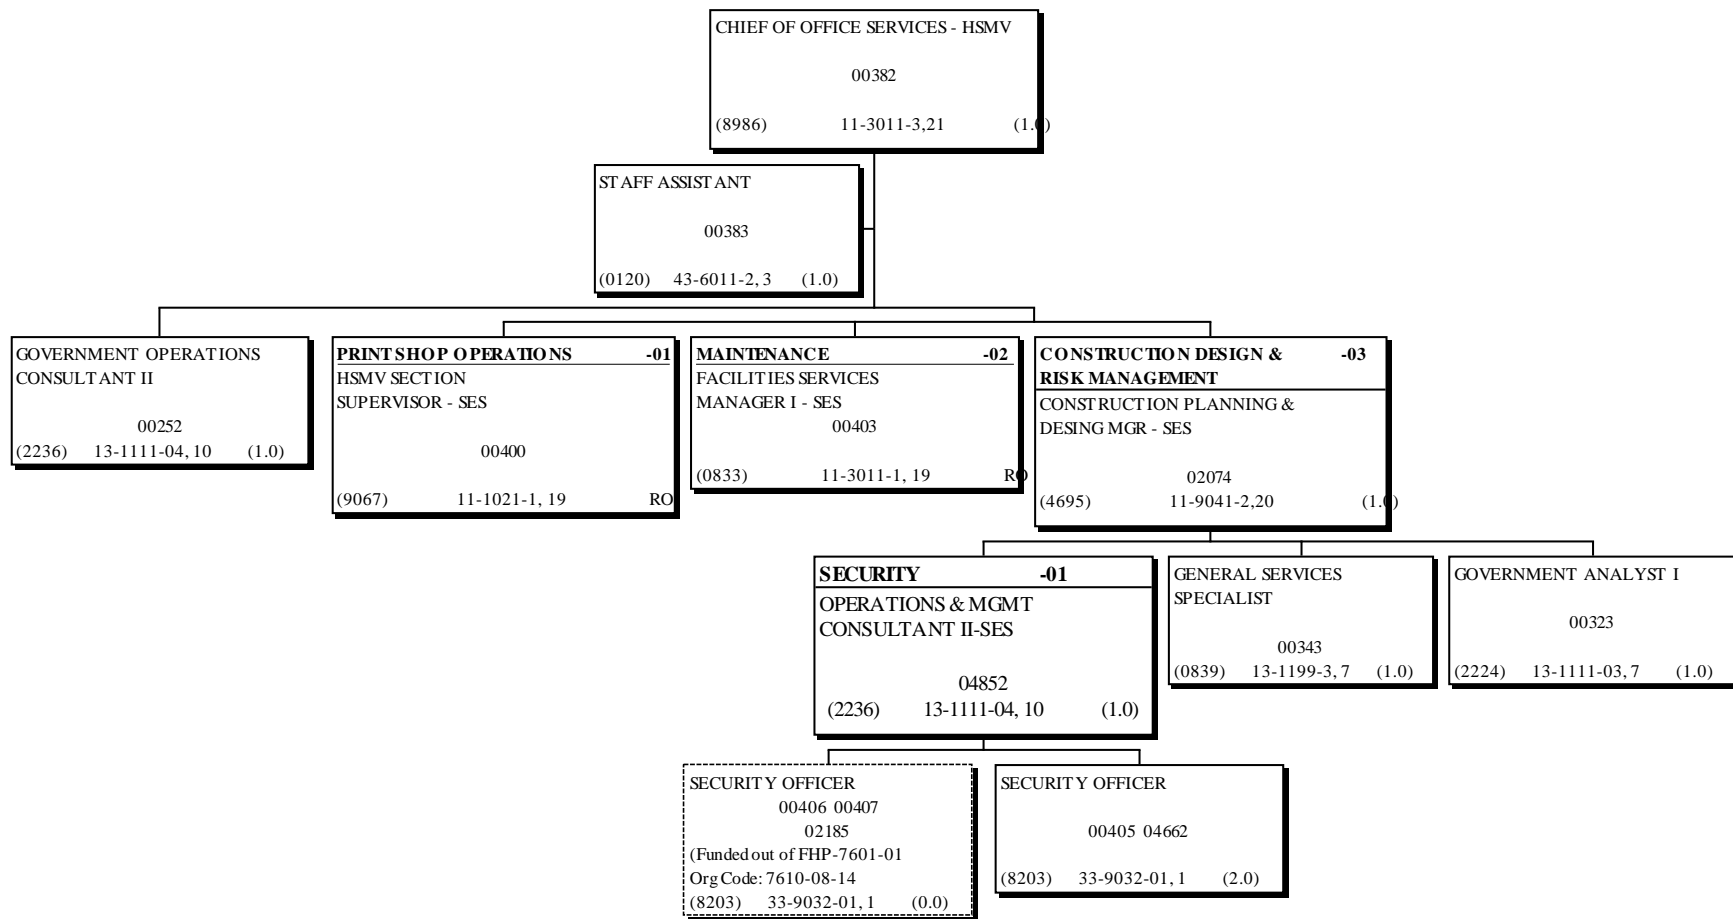 CHIEF OF OFFICE SERVICES - HSMV
00382
(8986) 11-3011-3,21 (1.0)
STAFF ASSISTANT
00383
(0120) 43-6011-2, 3 (1.0)
GOVERNMENT OPERATIONS
CONSULTANT II
00252
(2236) 13-1111-04, 10 (1.0)
PRINT SHOP OPERATIONS -01
HSMV SECTION
SUPERVISOR - SES
00400
(9067) 11-1021-1, 19 RO
MAINTENANCE -02
FACILITIES SERVICES
MANAGER I - SES
00403
(0833) 11-3011-1, 19 RO
CONSTRUCTION DESIGN & -03
RISK MANAGEMENT
CONSTRUCTION PLANNING &
DESING MGR - SES
02074
(4695) 11-9041-2,20 (1.0)
SECURITY -01
OPERATIONS & MGMT
CONSULTANT II-SES
04852
(2236) 13-1111-04, 10 (1.0)
GENERAL SERVICES
SPECIALIST
00343
(0839) 13-1199-3, 7 (1.0)
GOVERNMENT ANALYST I
00323
(2224) 13-1111-03, 7 (1.0)
SECURITY OFFICER
00406 00407
02185
(Funded out of FHP-7601-01
Org Code: 7610-08-14
(8203) 33-9032-01, 1 (0.0)
SECURITY OFFICER
00405 04662
(8203) 33-9032-01, 1 (2.0)